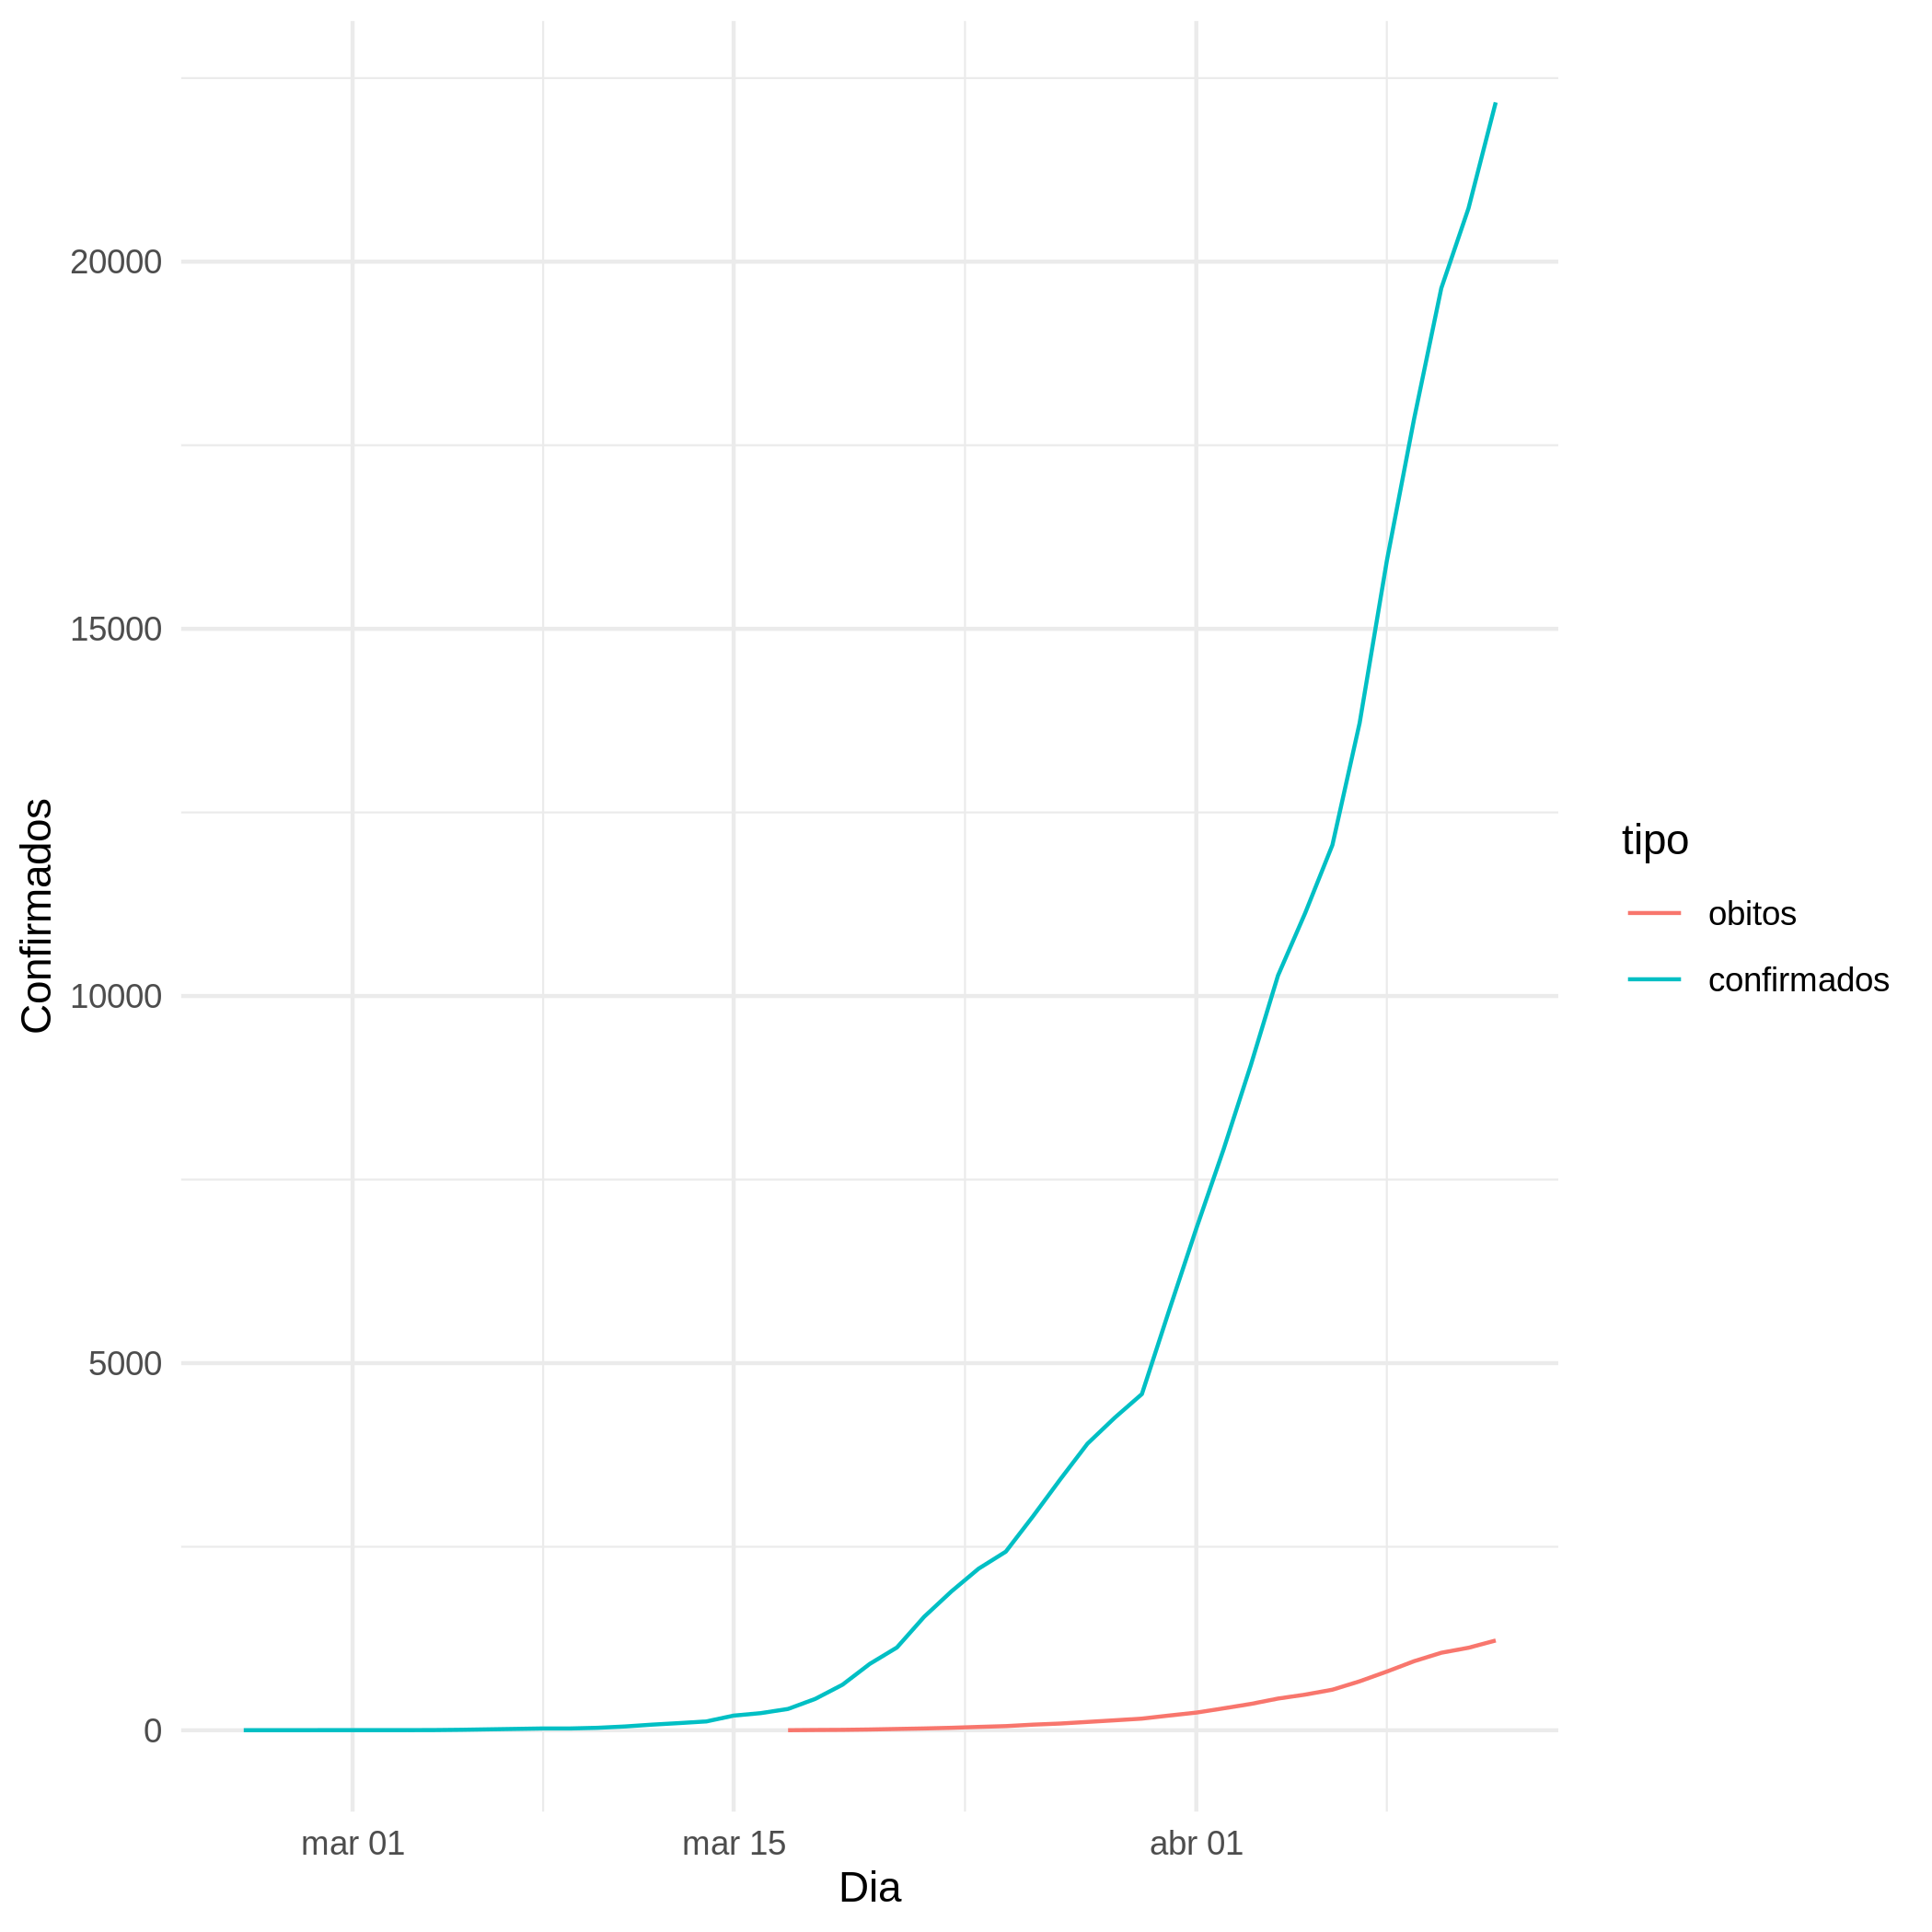 Confirmados
20000
15000
10000
5000
0
mar 01
mar 15
abr 01
Dia
tipo
obitos
confirmados